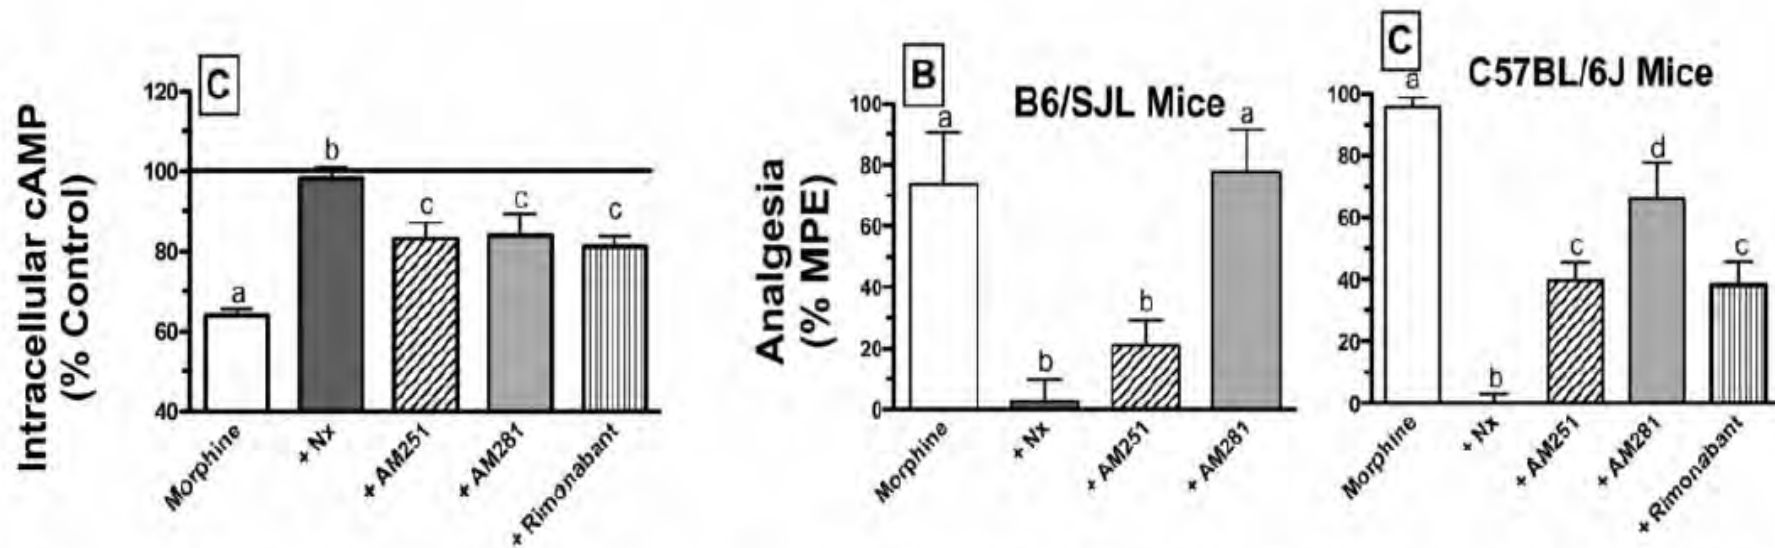 C
Intracellular cAMP
(% Control)
120
100
80
60
40
a
b
c
c
c
Morphine
+ Nx
+ AM251
+ AM281
+ Rimonabant
B
B6/SJL Mice
Analgesia
(% MPE)
100
80
60
40
20
0
a
b
b
a
Morphine
+ Nx
+ AM251
+ AM281
C
C57BL/6J Mice
100
80
60
40
20
0
a
b
c
d
c
Morphine
+ Nx
+ AM251
+ AM281
+ Rimonabant